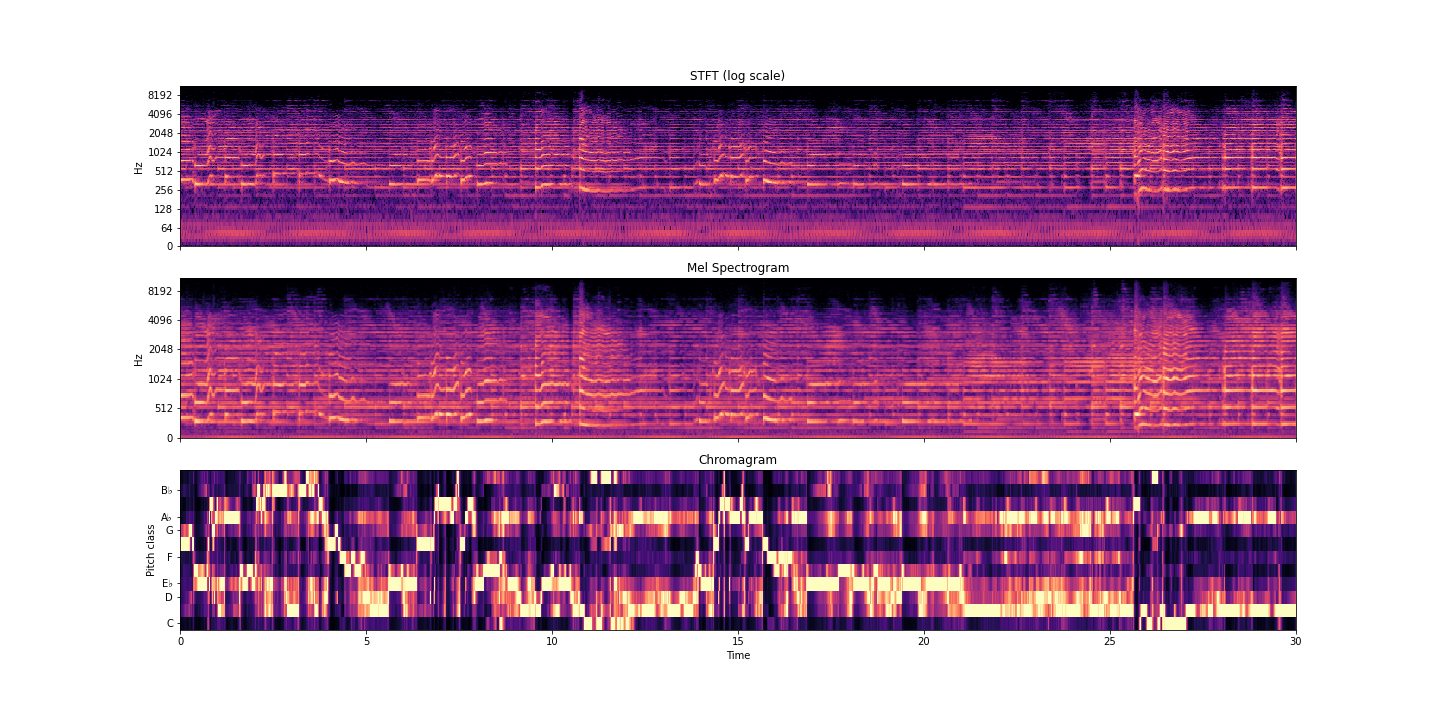 STFT (log scale)
8192
4096
2048
1024
512
256
128
64
0
Hz
Mel Spectrogram
8192
4096
2048
1024
512
0
Hz
Chromagram
B♭
A♭
G
F
E♭
D
C
Pitch class
0 5 10 15 20 25 30
Time